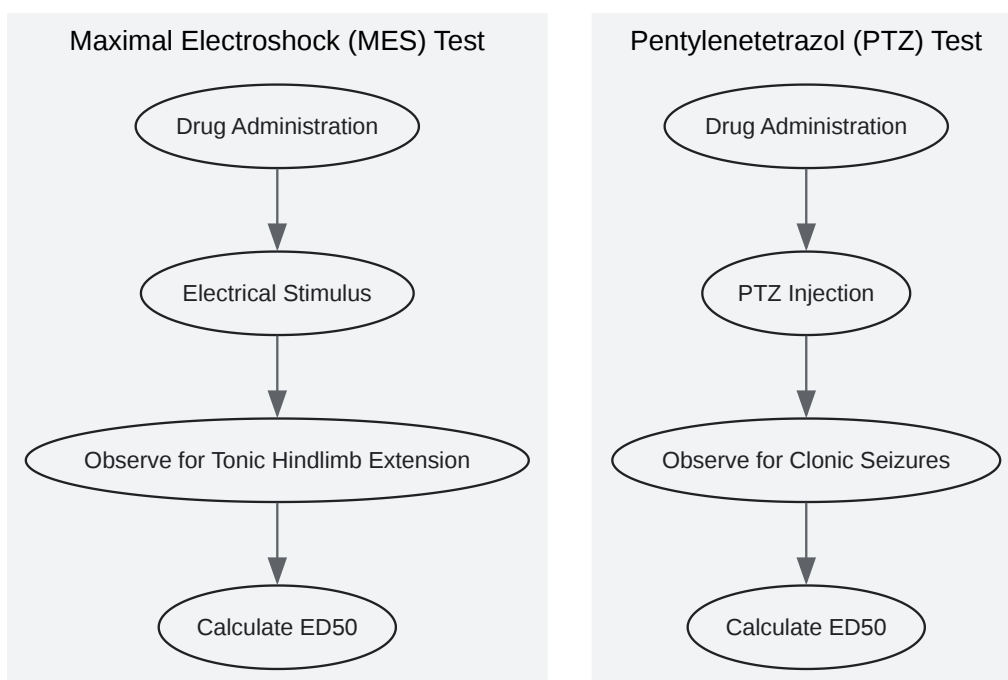 Maximal Electroshock (MES) Test
Drug Administration
Electrical Stimulus
Observe for Tonic Hindlimb Extension
Calculate ED50
Pentylenetetrazol (PTZ) Test
Drug Administration
PTZ Injection
Observe for Clonic Seizures
Calculate ED50